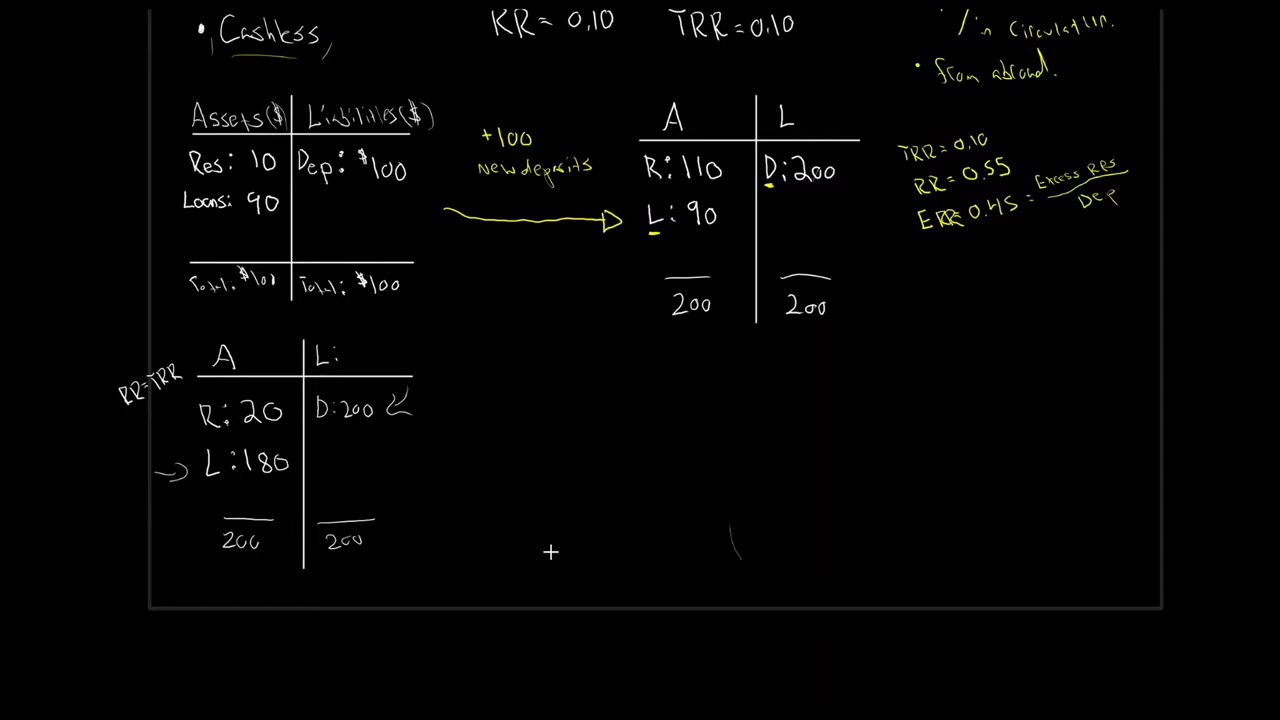 • Cashless
RR = 0.10
TRR = 0.10
• / in circulation.
• from abroad.
Assets($) Liabilities($)
Res: 10 Dep: $100
Loans: 90
Total: $100 Total: $100
+100
new deposits
A L
R: 110 D: 200
L: 90
200 200
TRR = 0.10
RR = 0.55
ERR = 0.45 = Excess RRs
Dep
RR=TRR
A L:
R: 20 D: 200
L: 180
200 200